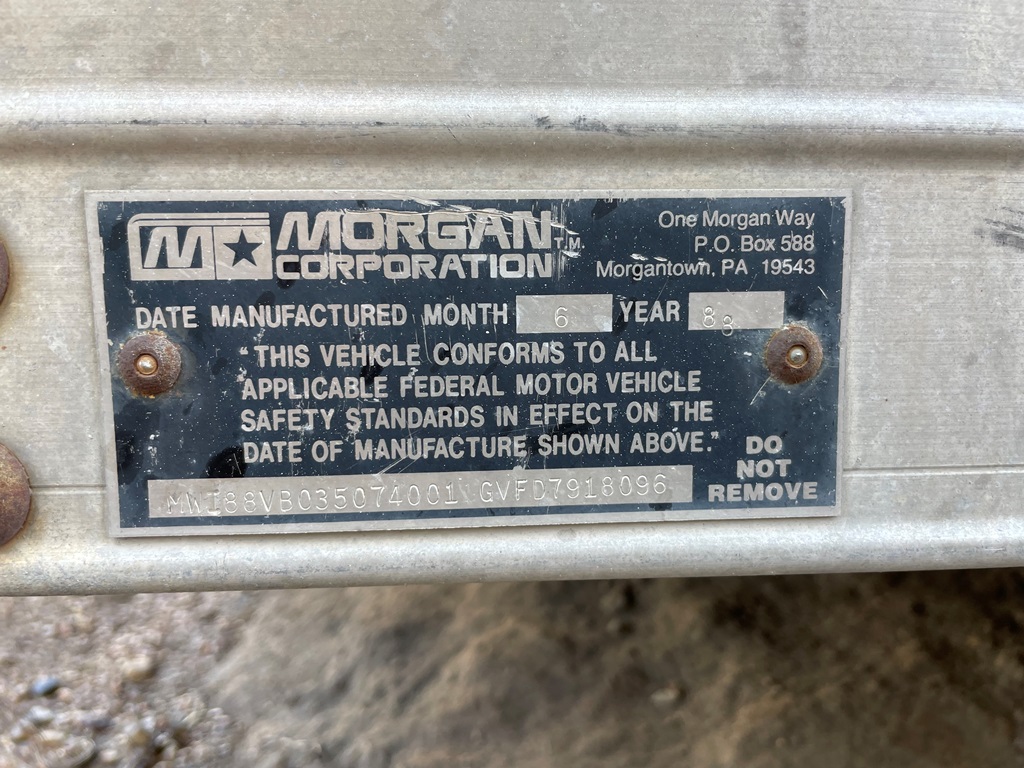 MORGAN T.M.
CORPORATION
One Morgan Way
P.O. Box 588
Morgantown, PA 19543
DATE MANUFACTURED MONTH 6 YEAR 88
"THIS VEHICLE CONFORMS TO ALL
APPLICABLE FEDERAL MOTOR VEHICLE
SAFETY STANDARDS IN EFFECT ON THE
DATE OF MANUFACTURE SHOWN ABOVE."
MWI88VBC35074001 GVFD7918096
DO
NOT
REMOVE